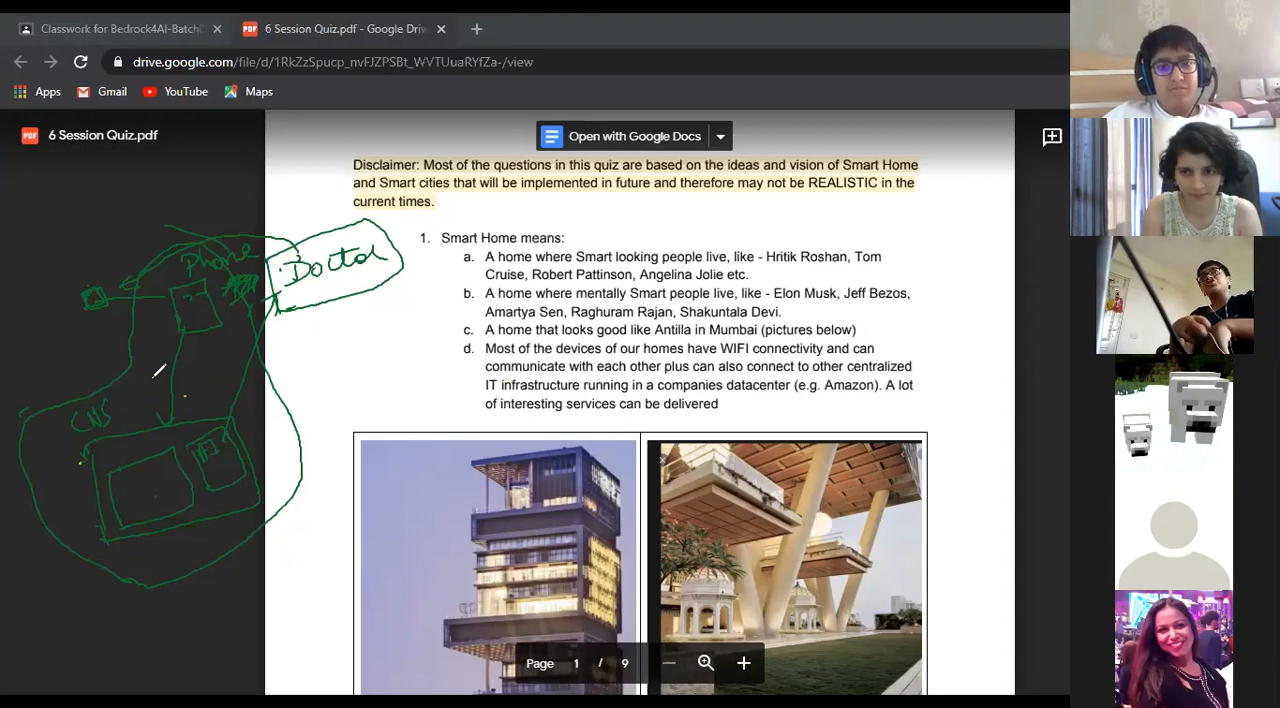 Classwork for Bedrock4AI-BatchD
6 Session Quiz.pdf - Google Drive
drive.google.com/file/d/1RkZzSpucp_nvFJZPSBt_WVTUuaRYfZa-/view
Apps Gmail YouTube Maps
PDF 6 Session Quiz.pdf
Open with Google Docs
Disclaimer: Most of the questions in this quiz are based on the ideas and vision of Smart Home
and Smart cities that will be implemented in future and therefore may not be REALISTIC in the
current times.
1. Smart Home means:
a. A home where Smart looking people live, like - Hritik Roshan, Tom
Cruise, Robert Pattinson, Angelina Jolie etc.
b. A home where mentally Smart people live, like - Elon Musk, Jeff Bezos,
Amartya Sen, Raghuram Rajan, Shakuntala Devi.
c. A home that looks good like Antilla in Mumbai (pictures below)
d. Most of the devices of our homes have WIFI connectivity and can
communicate with each other plus can also connect to other centralized
IT infrastructure running in a companies datacenter (e.g. Amazon). A lot
of interesting services can be delivered
Phone
Doctor
CNS
AI
Page 1 / 9